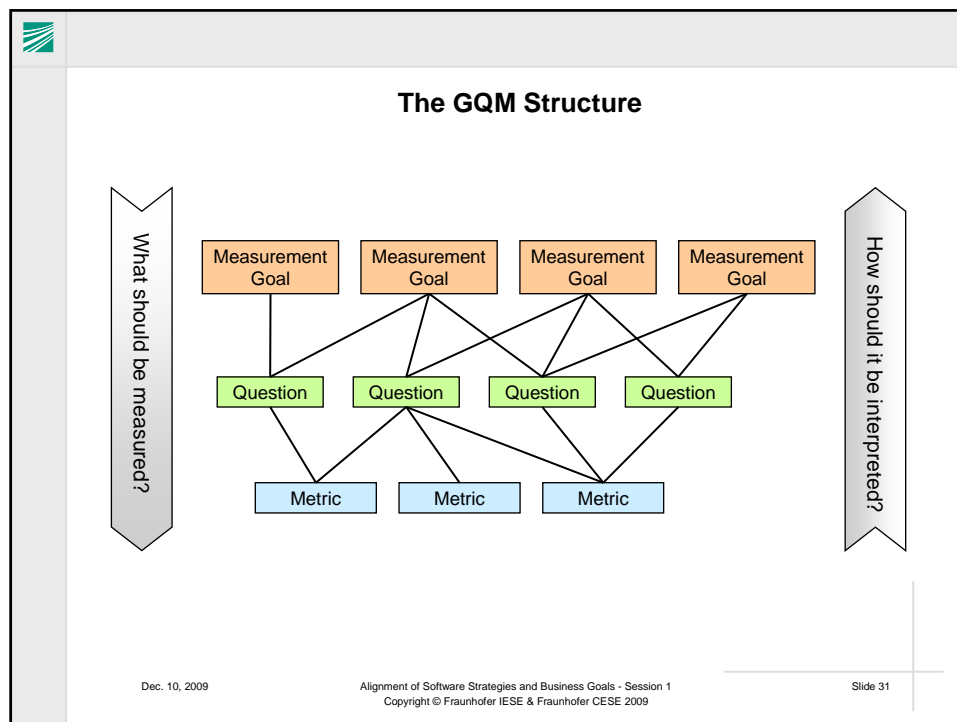 The GQM Structure
What should be measured?
Measurement
Goal
Measurement
Goal
Measurement
Goal
Measurement
Goal
How should it be interpreted?
Question
Question
Question
Question
Metric
Metric
Metric
Dec. 10, 2009
Alignment of Software Strategies and Business Goals - Session 1
Copyright © Fraunhofer IESE & Fraunhofer CESE 2009
Slide 31